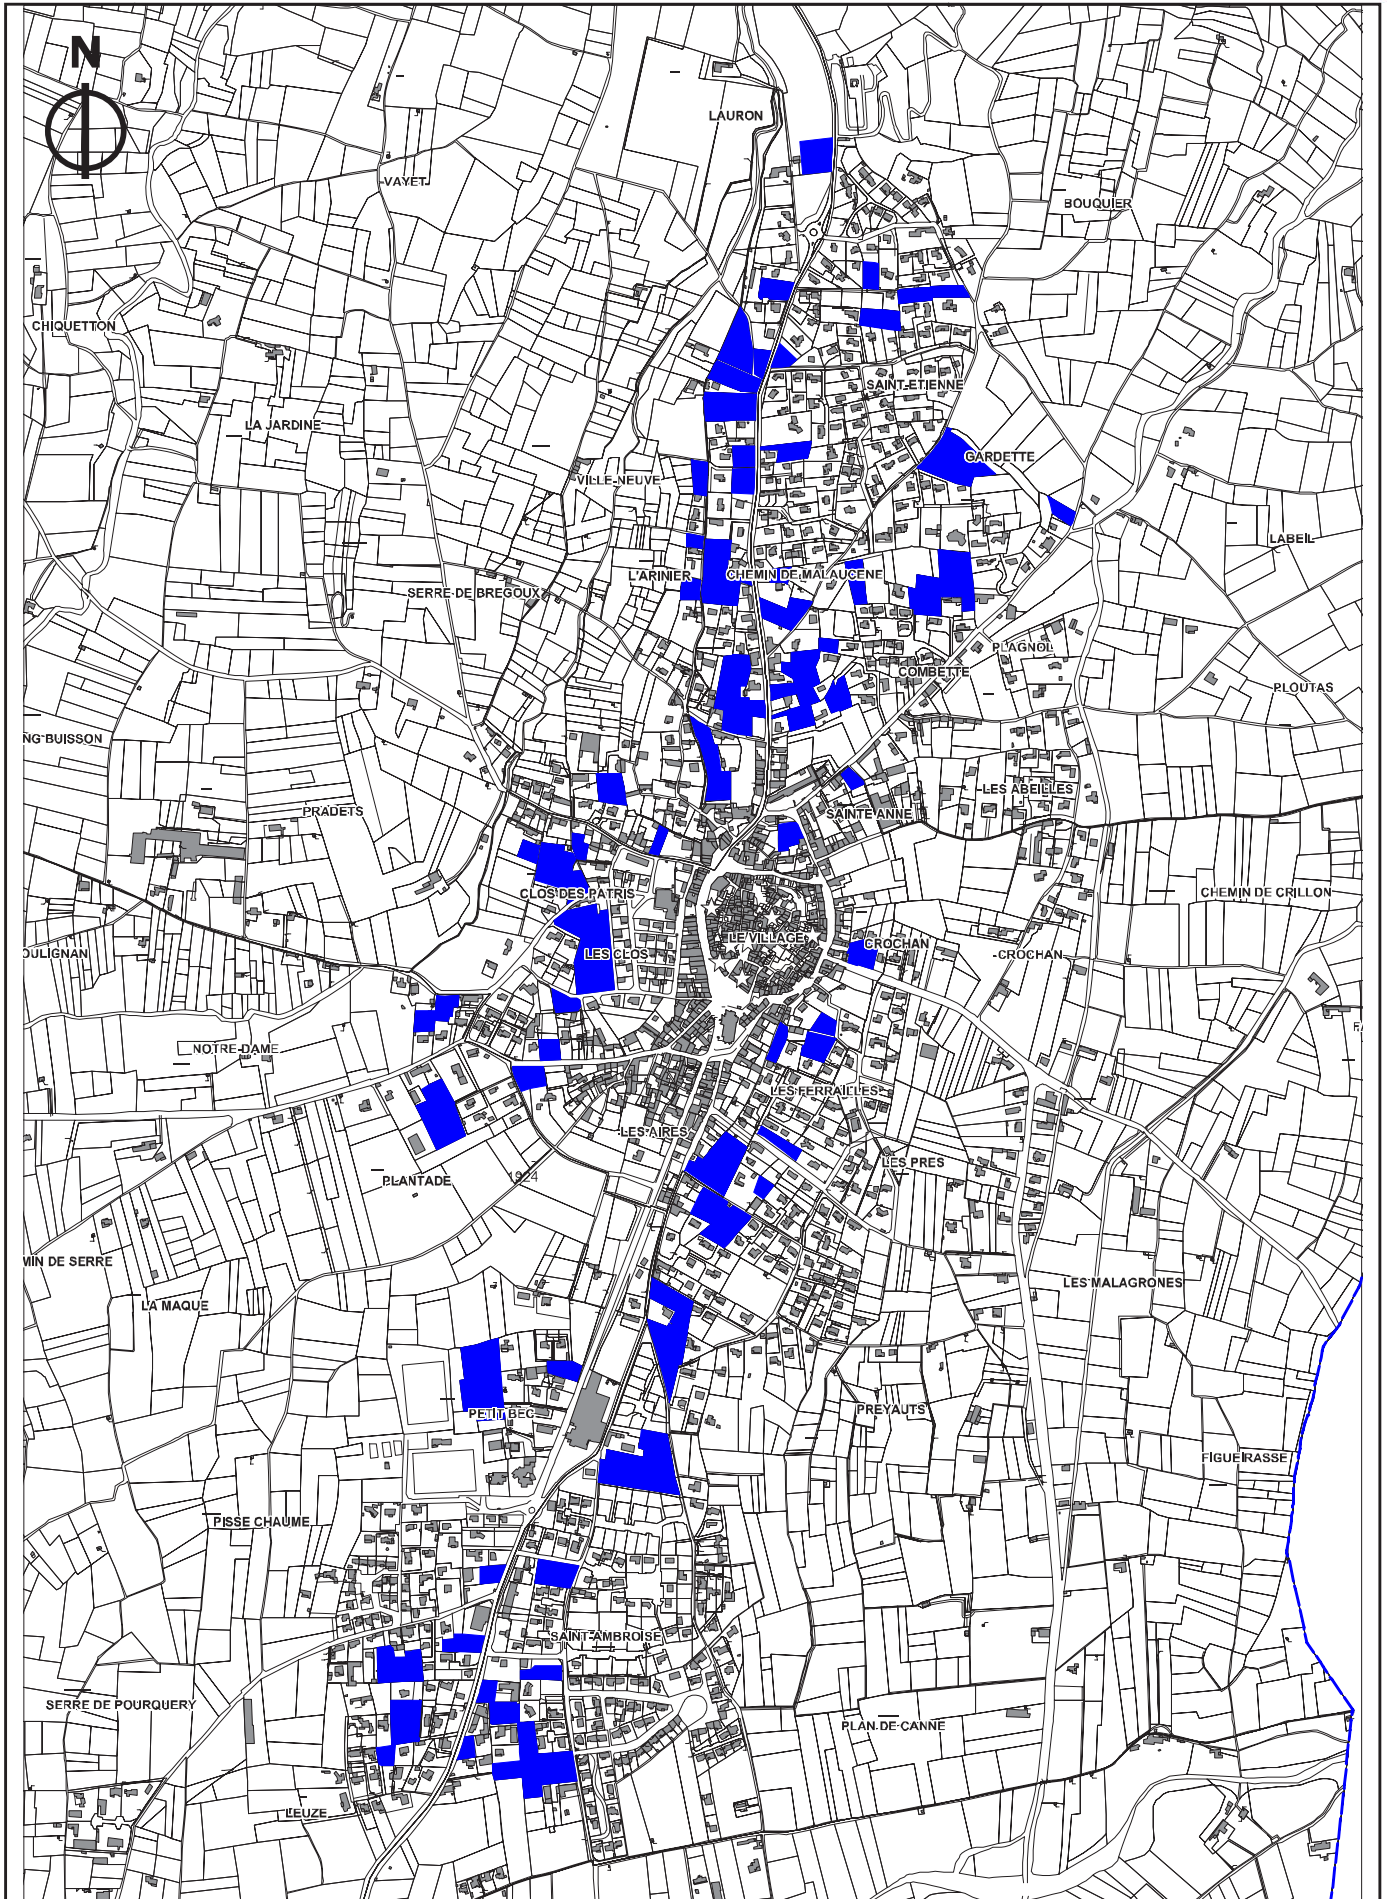 N
LAURON
VAYET
BOUQUIER
CHIQUETTON
SAINT ETIENNE
LA JARDINE
GARDETTE
VILLE NEUVE
LABEIL
L'ARINIER
CHEMIN DE MALAUCENE
SERRE DE BREGOUX
PLAGNOL
COMBETTE
PLOUTAS
NG BUISSON
LES ABEILLES
PRADETS
SAINTE ANNE
CLOS DES PATRIS
CHEMIN DE CRILLON
LE VILLAGE
CROCHAN
OULIGNAN
LES CLOS
CROCHAN
NOTRE DAME
LES FERRAILLES
LES AIRES
LES PRES
PLANTADE
1924
MIN DE SERRE
LES MALAGRONES
LA MAQUE
PETIT BEC
PREYAUTS
FIGUEIRASSE
PISSE CHAUME
SAINT AMBROISE
SERRE DE POURQUERY
PLAN DE CANNE
LEUZE